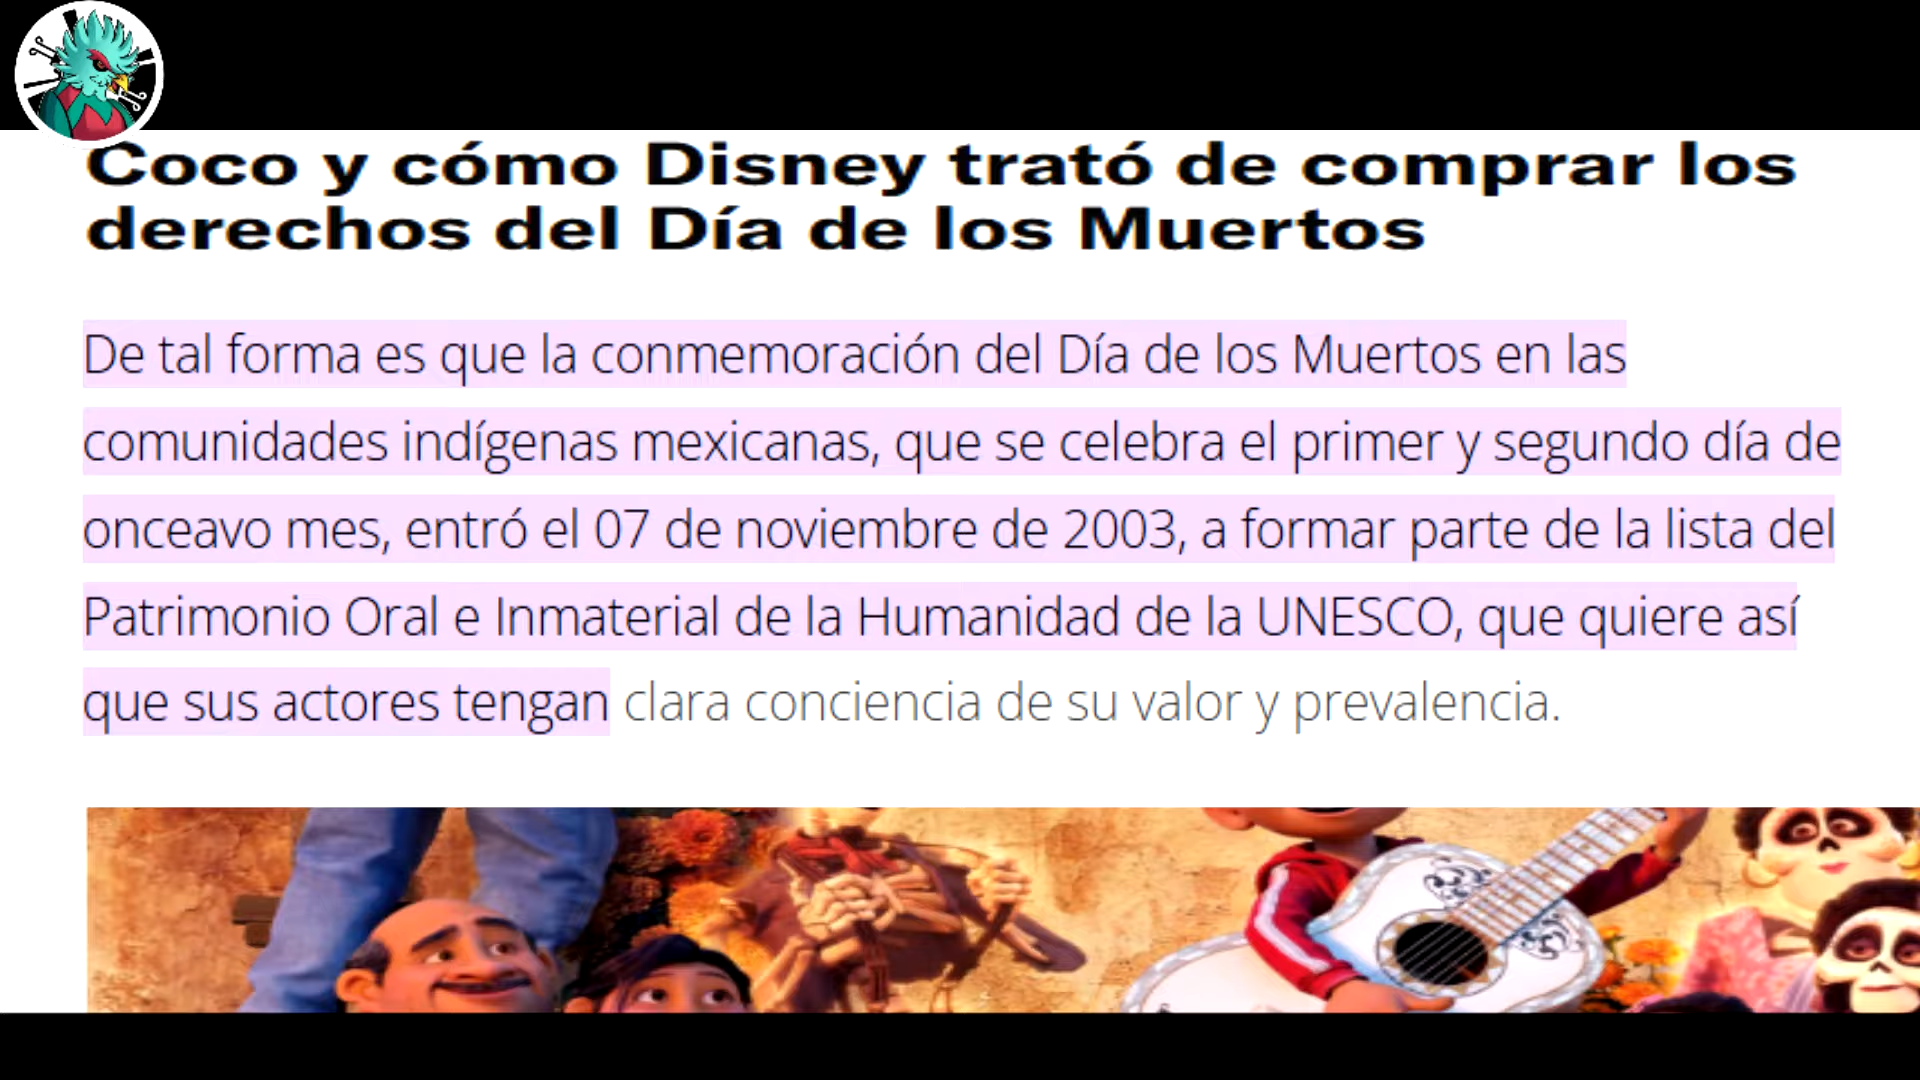 Coco y cómo Disney trató de comprar los
derechos del Día de los Muertos
De tal forma es que la conmemoración del Día de los Muertos en las
comunidades indígenas mexicanas, que se celebra el primer y segundo día de
onceavo mes, entró el 07 de noviembre de 2003, a formar parte de la lista del
Patrimonio Oral e Inmaterial de la Humanidad de la UNESCO, que quiere así
que sus actores tengan clara conciencia de su valor y prevalencia.